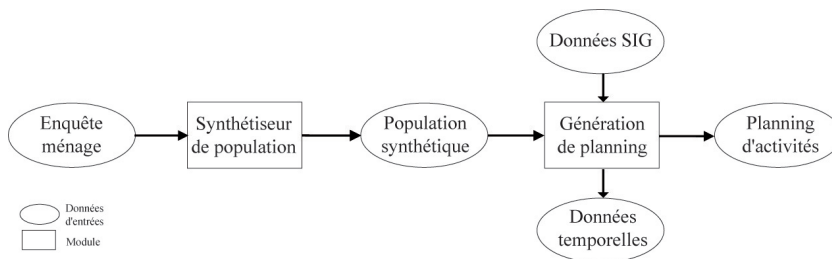 Données SIG
Enquête
ménage
Synthétiseur
de population
Population
synthétique
Génération
de planning
Planning
d'activités
Données
temporelles
Données
d'entrées
Module